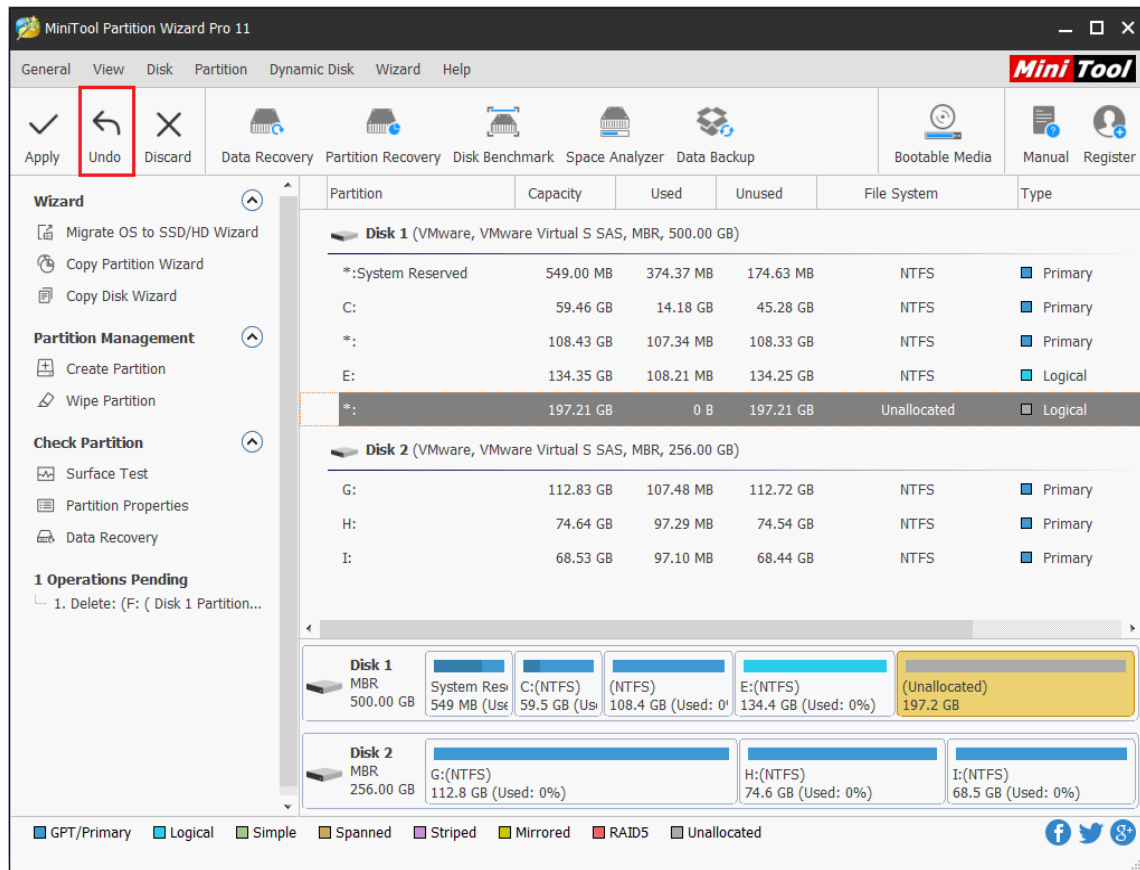 MiniTool Partition Wizard Pro 11
General View Disk Partition Dynamic Disk Wizard Help
Mini Tool
Apply Undo Discard Data Recovery Partition Recovery Disk Benchmark Space Analyzer Data Backup Bootable Media Manual Register
Wizard
Migrate OS to SSD/HD Wizard
Copy Partition Wizard
Copy Disk Wizard
Partition Management
Create Partition
Wipe Partition
Check Partition
Surface Test
Partition Properties
Data Recovery
1 Operations Pending
1. Delete: (F: ( Disk 1 Partition...
Partition Capacity Used Unused File System Type
Disk 1 (VMware, VMware Virtual S SAS, MBR, 500.00 GB)
*:System Reserved 549.00 MB 374.37 MB 174.63 MB NTFS Primary
C: 59.46 GB 14.18 GB 45.28 GB NTFS Primary
*: 108.43 GB 107.34 MB 108.33 GB NTFS Primary
E: 134.35 GB 108.21 MB 134.25 GB NTFS Logical
*: 197.21 GB 0 B 197.21 GB Unallocated Logical
Disk 2 (VMware, VMware Virtual S SAS, MBR, 256.00 GB)
G: 112.83 GB 107.48 MB 112.72 GB NTFS Primary
H: 74.64 GB 97.29 MB 74.54 GB NTFS Primary
I: 68.53 GB 97.10 MB 68.44 GB NTFS Primary
Disk 1
MBR
500.00 GB
System Res
549 MB (Use
C:(NTFS)
59.5 GB (Us
(NTFS)
108.4 GB (Used: 0
E:(NTFS)
134.4 GB (Used: 0%)
(Unallocated)
197.2 GB
Disk 2
MBR
256.00 GB
G:(NTFS)
112.8 GB (Used: 0%)
H:(NTFS)
74.6 GB (Used: 0%)
I:(NTFS)
68.5 GB (Used: 0%)
GPT/Primary Logical Simple Spanned Striped Mirrored RAID5 Unallocated